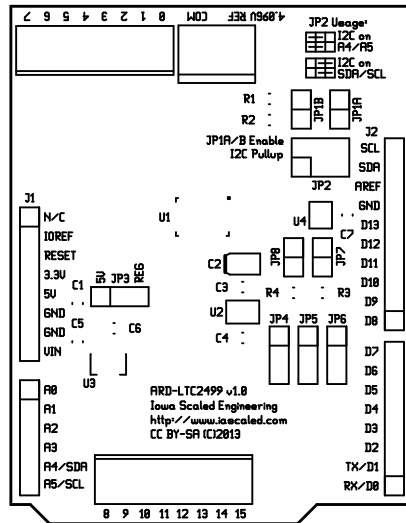 7 6 5 4 3 2 1 0 COM 4.096V REF
JP2 Usage:
I2C on
A4/A5
I2C on
SDA/SCL
R1
R2
JP1B
JP1A
JP1A/B Enable
I2C Pullup
JP2
J2
SCL
SDA
AREF
GND
D13
D12
D11
D10
D9
D8
D7
D6
D5
D4
D3
D2
TX/D1
RX/D0
J1
N/C
IOREF
RESET
3.3V
5V
GND
GND
VIN
A0
A1
A2
A3
A4/SDA
A5/SCL
U1
U4
C7
C2
C3
JP8
JP7
R4
R3
C1
5V
JP3
REG
C5
C6
U2
C4
U3
JP4
JP5
JP6
ARD-LTC2499 v1.0
Iowa Scaled Engineering
http://www.iascaled.com
CC BY-SA (C)2013
8 9 10 11 12 13 14 15